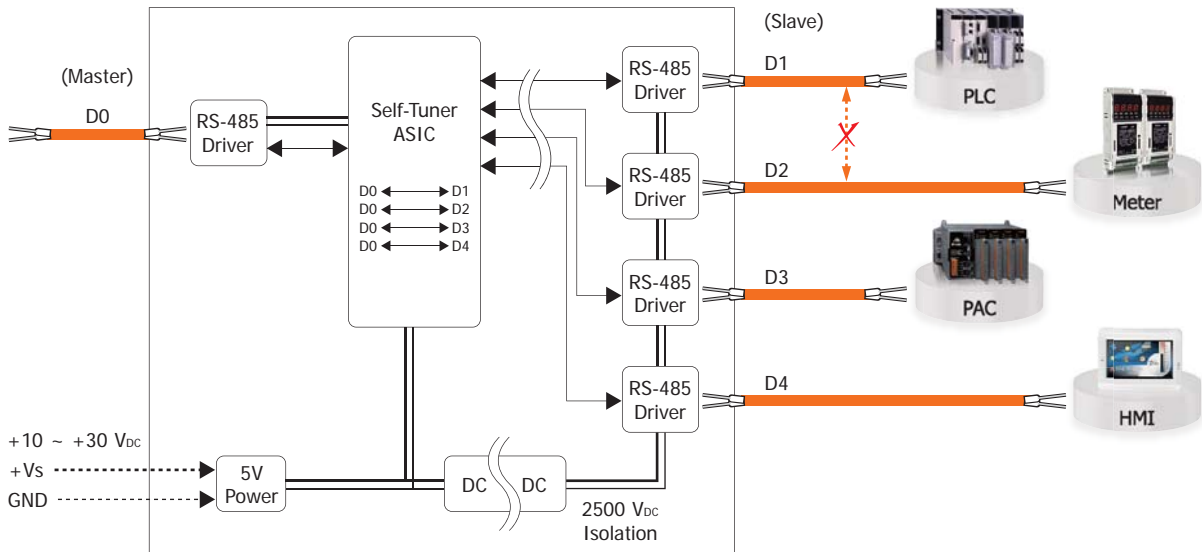 (Master)
D0
RS-485
Driver
Self-Tuner
ASIC
D0 D1
D0 D2
D0 D3
D0 D4
RS-485
Driver
RS-485
Driver
RS-485
Driver
RS-485
Driver
(Slave)
D1
PLC
D2
Meter
D3
PAC
D4
HMI
+10 ~ +30 VDC
+Vs
GND
5V
Power
DC DC
2500 VDC
Isolation